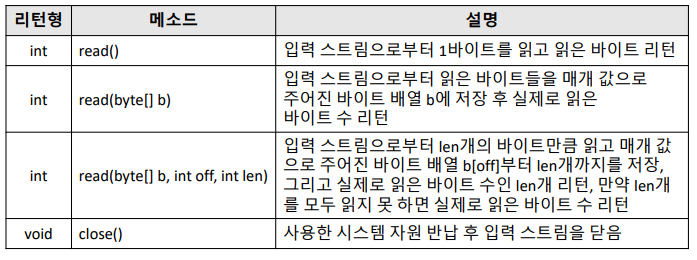 리턴형 메소드 설명
int read() 입력 스트림으로부터 1바이트를 읽고 읽은 바이트 리턴
int read(byte[] b) 입력 스트림으로부터 읽은 바이트들을 매개 값으로
주어진 바이트 배열 b에 저장 후 실제로 읽은
바이트 수 리턴
int read(byte[] b, int off, int len) 입력 스트림으로부터 len개의 바이트만큼 읽고 매개 값
으로 주어진 바이트 배열 b[off]부터 len개까지를 저장,
그리고 실제로 읽은 바이트 수인 len개 리턴, 만약 len개
를 모두 읽지 못 하면 실제로 읽은 바이트 수 리턴
void close() 사용한 시스템 자원 반납 후 입력 스트림을 닫음